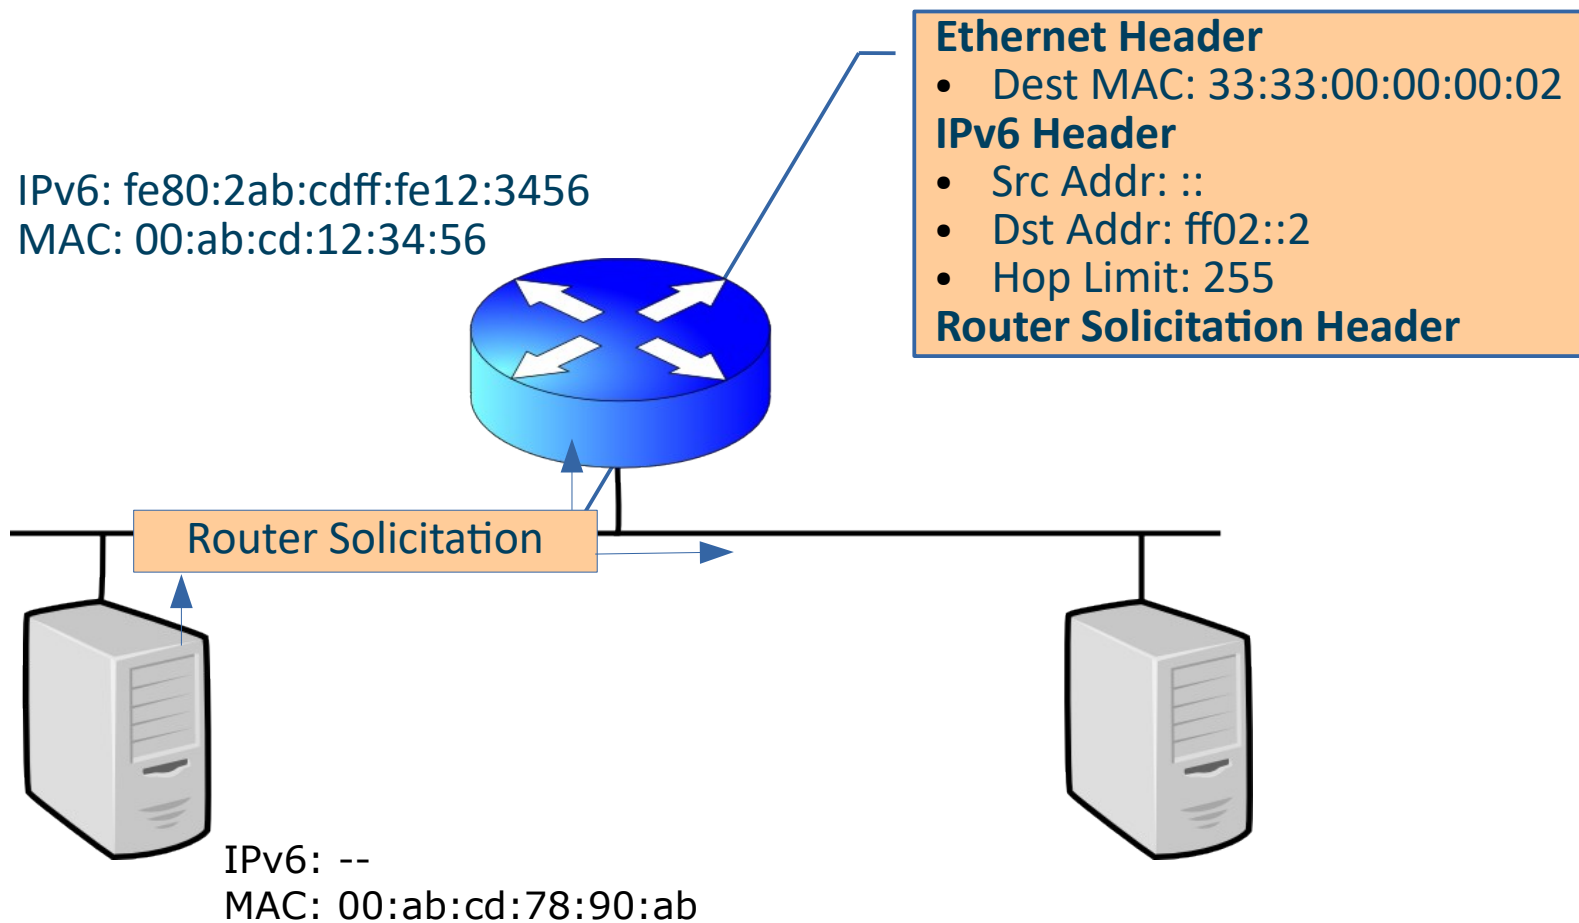 Ethernet Header
• Dest MAC: 33:33:00:00:00:02
IPv6 Header
• Src Addr: ::
• Dst Addr: ff02::2
• Hop Limit: 255
Router Solicitation Header
IPv6: fe80:2ab:cdff:fe12:3456
MAC: 00:ab:cd:12:34:56
Router Solicitation
IPv6: --
MAC: 00:ab:cd:78:90:ab